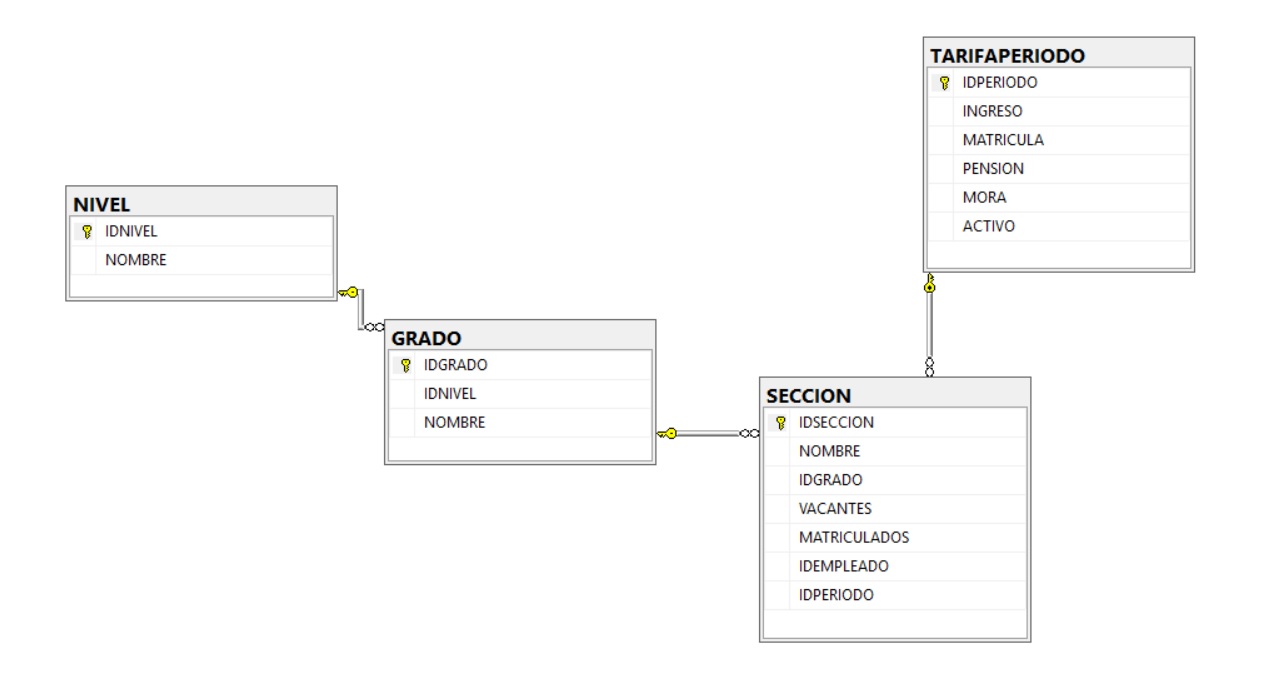 TARIFAPERIODO
IDPERIODO
INGRESO
MATRICULA
PENSION
MORA
ACTIVO
NIVEL
IDNIVEL
NOMBRE
GRADO
IDGRADO
IDNIVEL
NOMBRE
SECCION
IDSECCION
NOMBRE
IDGRADO
VACANTES
MATRICULADOS
IDEMPLEADO
IDPERIODO